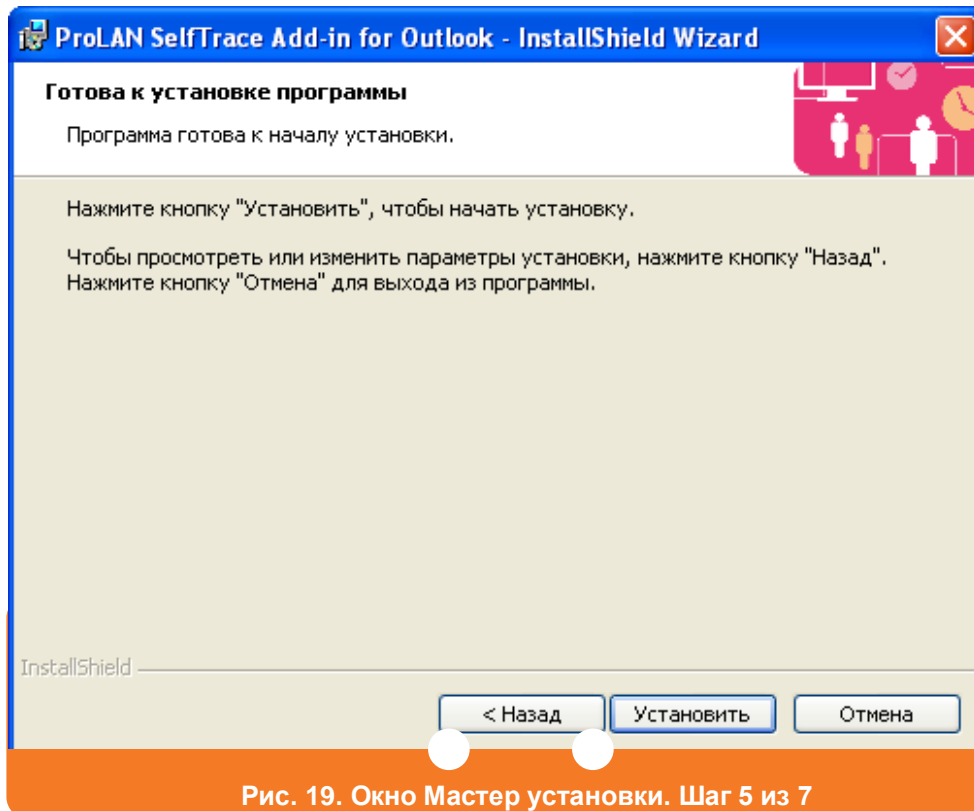 ProLAN SelfTrace Add-in for Outlook - InstallShield Wizard
Готова к установке программы
Программа готова к началу установки.
Нажмите кнопку "Установить", чтобы начать установку.
Чтобы просмотреть или изменить параметры установки, нажмите кнопку "Назад".
Нажмите кнопку "Отмена" для выхода из программы.
InstallShield
< Назад
Установить
Отмена
Рис. 19. Окно Мастер установки. Шаг 5 из 7